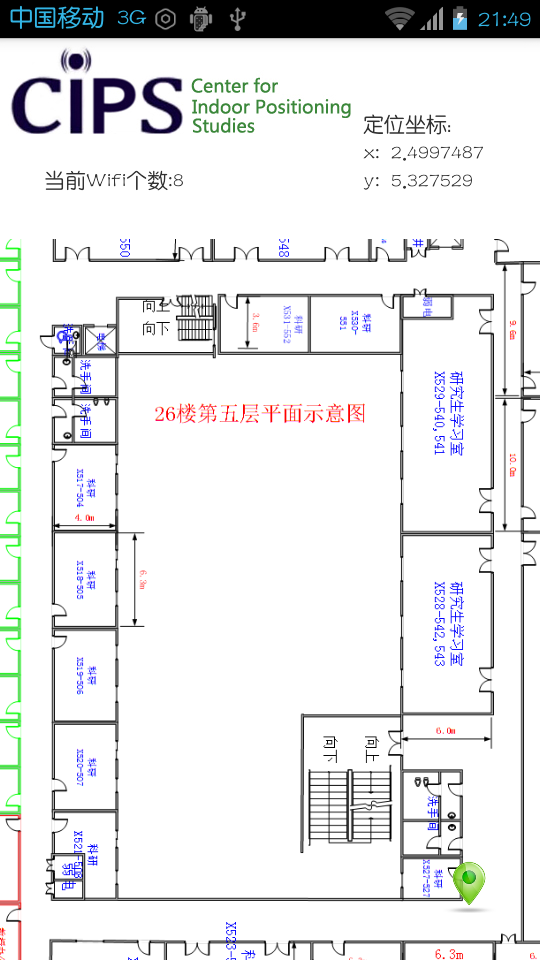 中国移动 3G
21:49
CiPS
Center for
Indoor Positioning
Studies
定位坐标:
x: 2.4997487
y: 5.327529
当前Wifi个数:8
550
548
井
向上
向下
3.6m
科研
X531-552
科研
X530-
551
弱电
9.6m
洗手间
洗手间
26楼第五层平面示意图
研究生学习室
X529-540,541
10.0m
科研
X517-504
4.0m
科研
X518-505
6.3m
研究生学习室
X528-542,543
科研
X519-506
6.0m
科研
X520-507
向下
向上
洗手间
科研
X521-508
弱电
科研
X527-527
X523-5
6.3m
6.